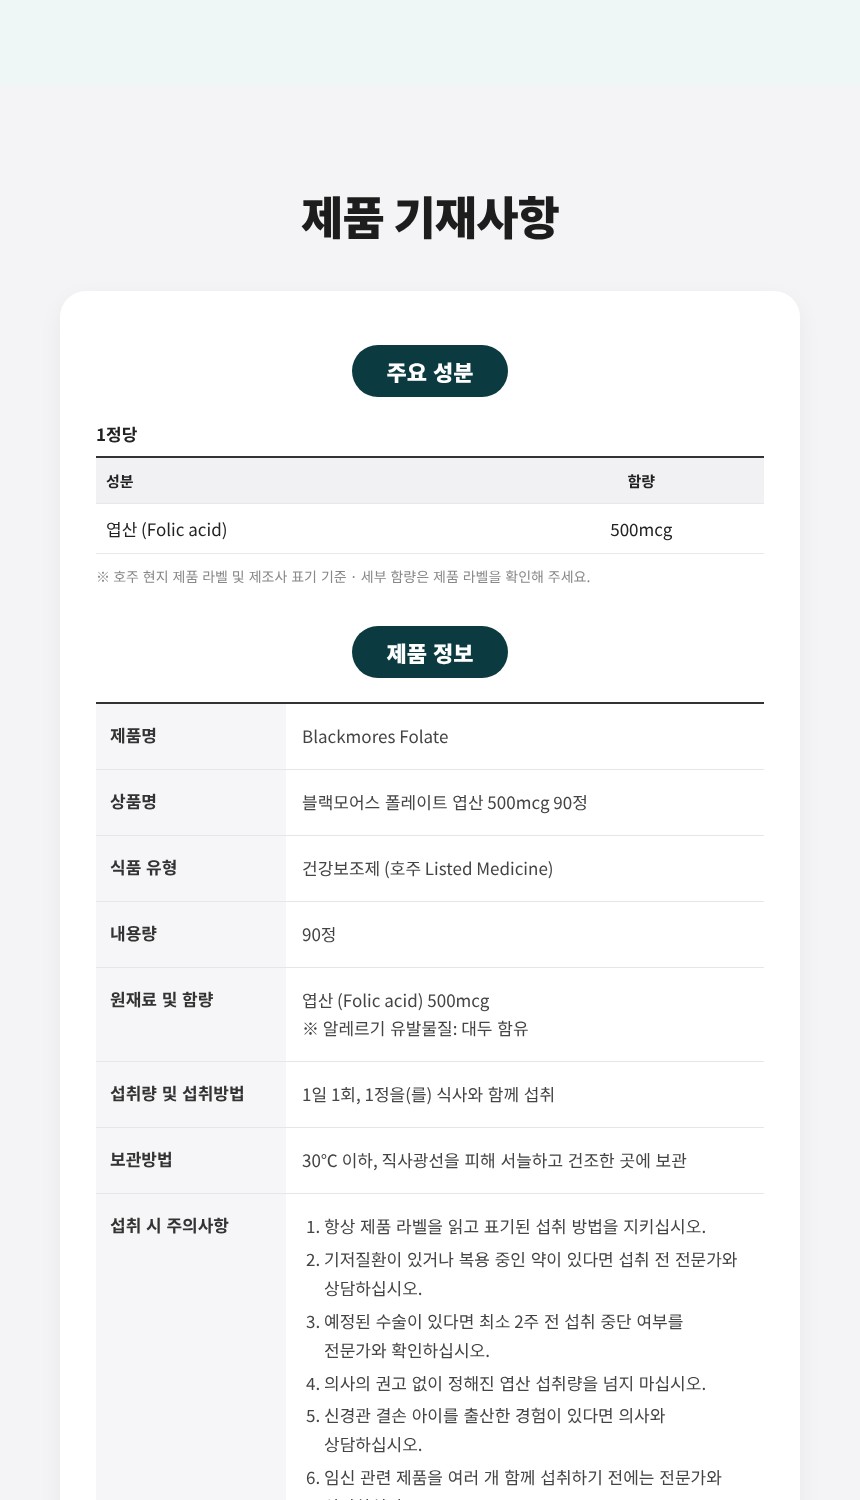 제품 기재사항
주요 성분
1정당
성분 함량
엽산 (Folic acid) 500mcg
※ 호주 현지 제품 라벨 및 제조사 표기 기준 · 세부 함량은 제품 라벨을 확인해 주세요.
제품 정보
제품명 Blackmores Folate
상품명 블랙모어스 폴레이트 엽산 500mcg 90정
식품 유형 건강보조제 (호주 Listed Medicine)
내용량 90정
원재료 및 함량 엽산 (Folic acid) 500mcg
※ 알레르기 유발물질: 대두 함유
섭취량 및 섭취방법 1일 1회, 1정을(를) 식사와 함께 섭취
보관방법 30°C 이하, 직사광선을 피해 서늘하고 건조한 곳에 보관
섭취 시 주의사항 1. 항상 제품 라벨을 읽고 표기된 섭취 방법을 지키십시오.
2. 기저질환이 있거나 복용 중인 약이 있다면 섭취 전 전문가와
상담하십시오.
3. 예정된 수술이 있다면 최소 2주 전 섭취 중단 여부를
전문가와 확인하십시오.
4. 의사의 권고 없이 정해진 엽산 섭취량을 넘지 마십시오.
5. 신경관 결손 아이를 출산한 경험이 있다면 의사와
상담하십시오.
6. 임신 관련 제품을 여러 개 함께 섭취하기 전에는 전문가와